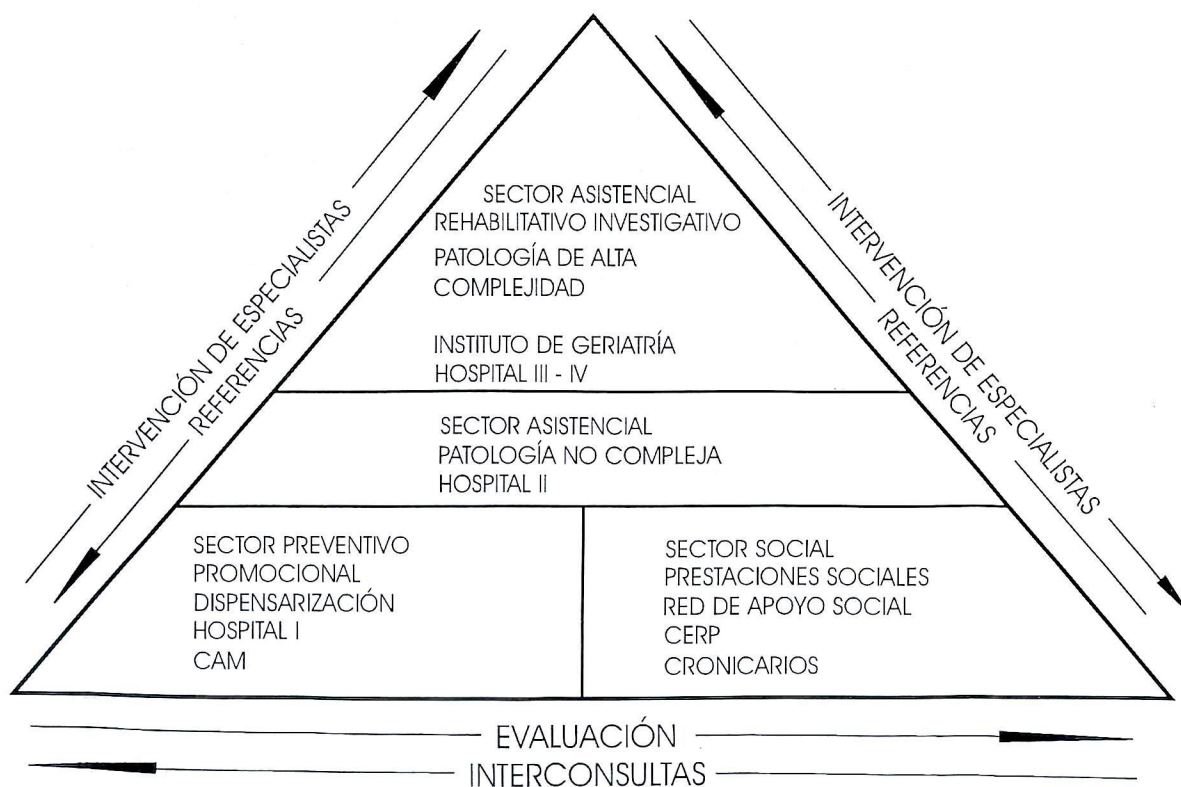 INTERVENCIÓN DE ESPECIALISTAS
REFERENCIAS
SECTOR ASISTENCIAL
REHABILITATIVO INVESTIGATIVO
PATOLOGÍA DE ALTA
COMPLEJIDAD
INSTITUTO DE GERIATRÍA
HOSPITAL III - IV
INTERVENCIÓN DE ESPECIALISTAS
REFERENCIAS
SECTOR ASISTENCIAL
PATOLOGÍA NO COMPLEJA
HOSPITAL II
SECTOR PREVENTIVO
PROMOCIONAL
DISPENSARIZACIÓN
HOSPITAL I
CAM
SECTOR SOCIAL
PRESTACIONES SOCIALES
RED DE APOYO SOCIAL
CERP
CRONICARIOS
EVALUACIÓN
INTERCONSULTAS